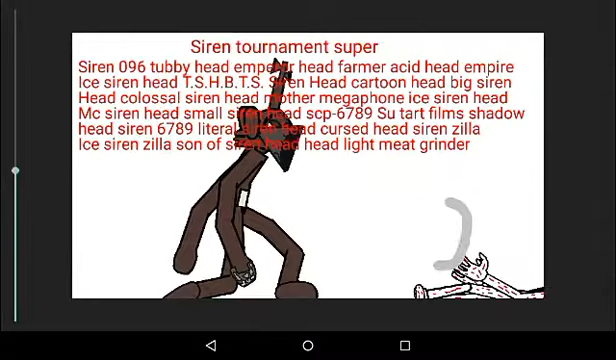 Siren tournament super
Siren 096 tubby head emperor head farmer acid head empire
Ice siren head T.S.H.B.T.S. Siren Head cartoon head big siren
Head colossal siren head mother megaphone ice siren head
Mc siren head small siren head scp-6789 Su tart films shadow
head siren 6789 literal siren head cursed head siren zilla
Ice siren zilla son of siren head head light meat grinder